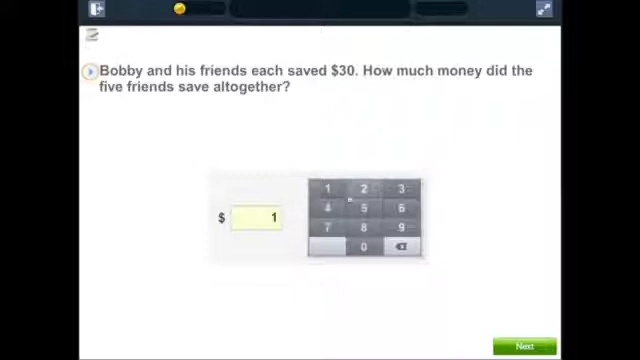 Bobby and his friends each saved $30. How much money did the
five friends save altogether?
1 2 3
$ 1
4 5 6
7 8 9
0
Next